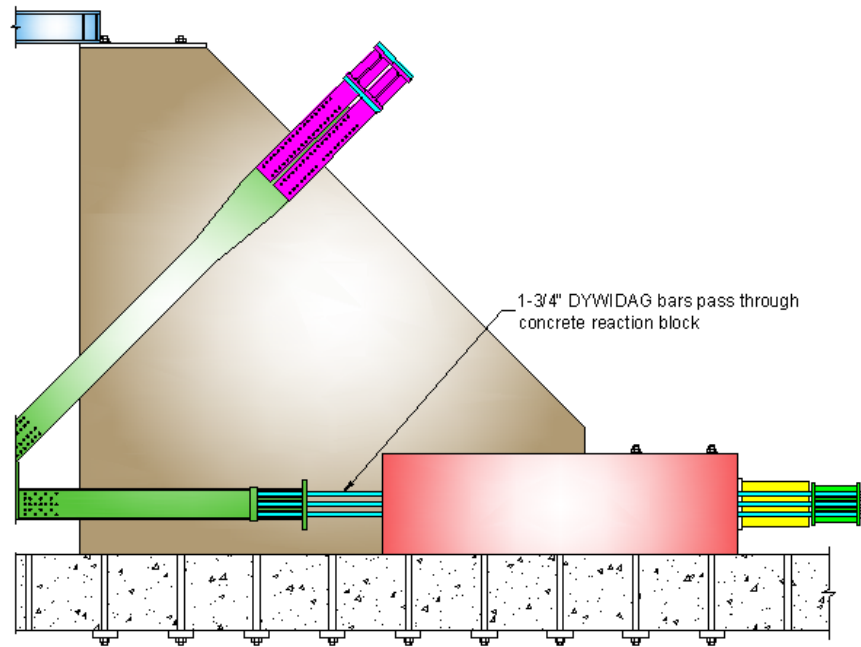 1-3/4" DYWIDAG bars pass through
concrete reaction block